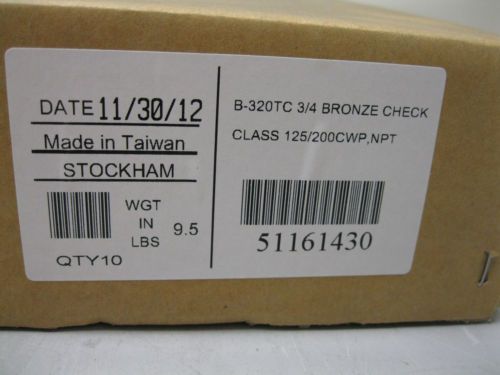 DATE 11/30/12
Made in Taiwan
STOCKHAM
WGT
IN
LBS 9.5
QTY10
B-320TC 3/4 BRONZE CHECK
CLASS 125/200CWP,NPT
51161430